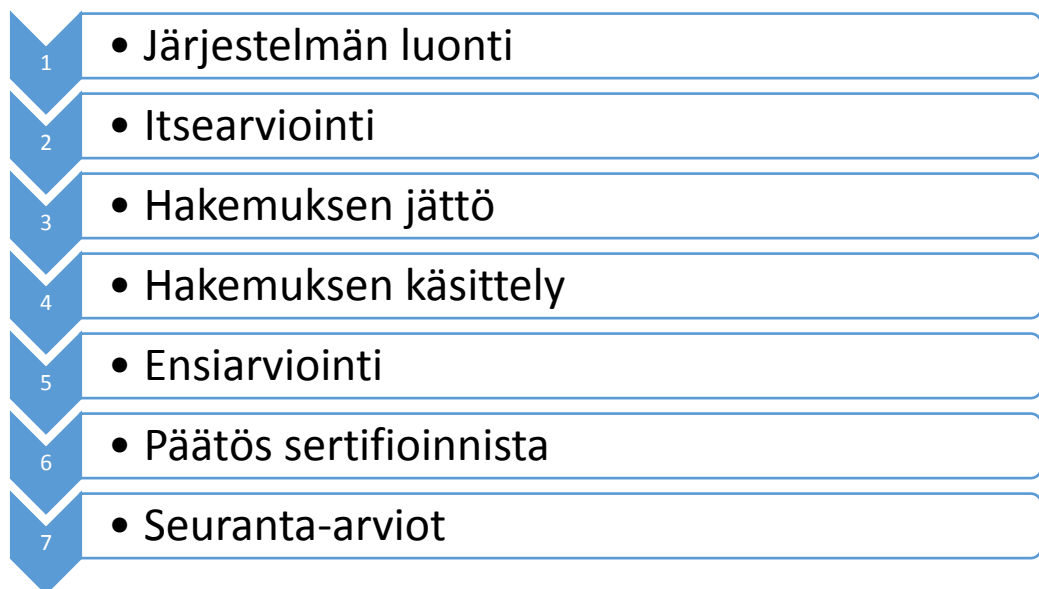 1 • Järjestelmän luonti
2 • Itsearviointi
3 • Hakemuksen jättö
4 • Hakemuksen käsittely
5 • Ensiarviointi
6 • Päätös sertifioinnista
7 • Seuranta-arviot